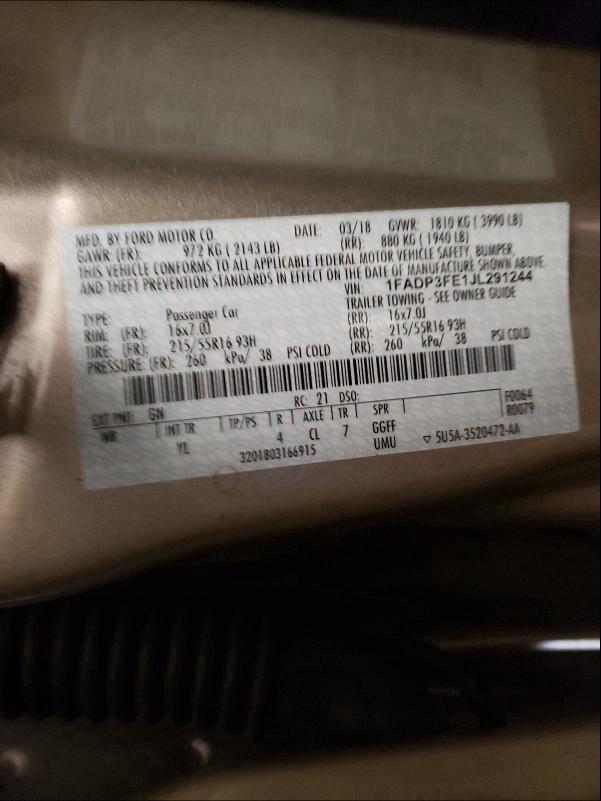 MFD. BY FORD MOTOR CO. DATE: 03/18 GVWR: 1810 KG ( 3990 LB)
GAWR: (FR): 972 KG ( 2143 LB) (RR): 880 KG ( 1940 LB)
THIS VEHICLE CONFORMS TO ALL APPLICABLE FEDERAL MOTOR VEHICLE SAFETY, BUMPER,
AND THEFT PREVENTION STANDARDS IN EFFECT ON THE DATE OF MANUFACTURE SHOWN ABOVE.
VIN: 1FADP3FE1JL291244
TYPE: Passenger Car TRAILER TOWING - SEE OWNER GUIDE
RIM: (FR): 16x7.0J (RR): 16x7.0J
TIRE: (FR): 215/55R16 93H (RR): 215/55R16 93H
PRESSURE: (FR): 260 kPa/ 38 PSI COLD (RR): 260 kPa/ 38 PSI COLD
EXT PNT: GN RC: 21 DSO: F0064
WB INT TR TP/PS R AXLE TR SPR R0079
YL 4 CL 7 GGFF
3201803166915 UMU ▽ 5U5A-3520472-AA